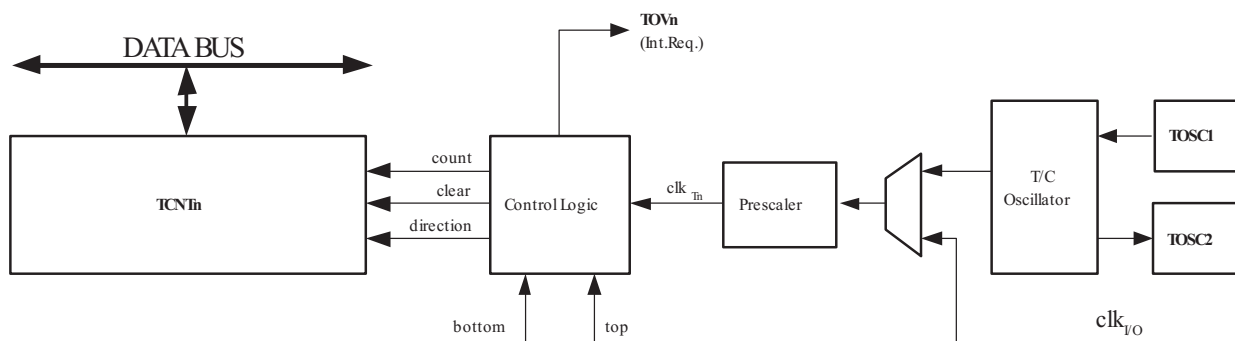 TOVn
(Int.Req.)
DATA BUS
TCNTn
count
clear
direction
Control Logic
clk Tn
Prescaler
T/C
Oscillator
TOSC1
TOSC2
bottom
top
clkI/O